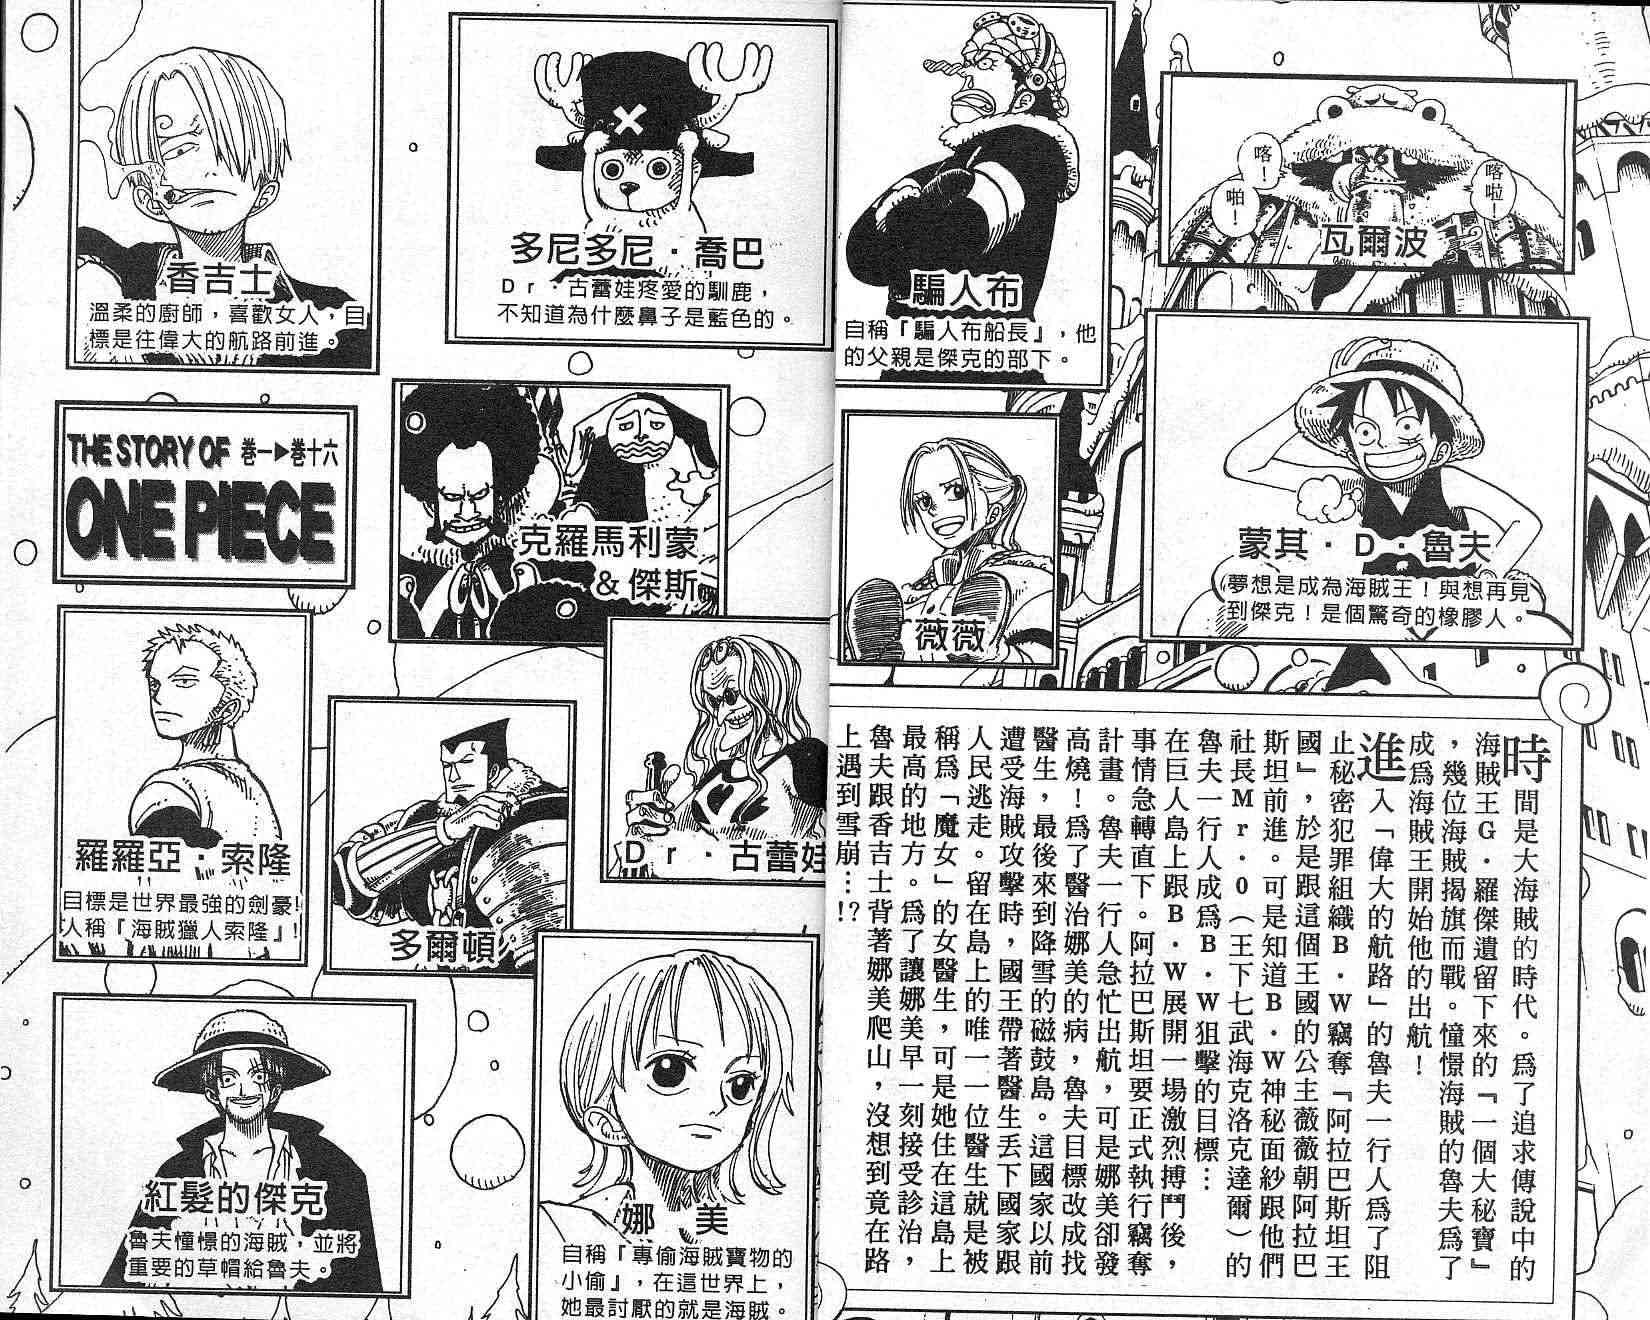 瓦爾波
喀！
啪！
喀啦！
騙人布
自稱『騙人布船長』，他
的父親是傑克的部下。
蒙其．Ｄ．魯夫
夢想是成為海賊王！與想再見
到傑克！是個驚奇的橡膠人。
薇薇
多尼多尼．喬巴
Ｄｒ．古蕾娃疼愛的馴鹿，
不知道為什麼鼻子是藍色的。
香吉士
溫柔的廚師，喜歡女人，目
標是往偉大的航路前進。
THE STORY OF 卷一▶卷十六
ONE PIECE
克羅馬利蒙
＆傑斯
羅羅亞．索隆
目標是世界最強的劍豪！
人稱『海賊獵人索隆』！
多爾頓
Ｄｒ．古蕾娃
紅髮的傑克
魯夫憧憬的海賊，並將
重要的草帽給魯夫。
娜美
自稱『專偷海賊寶物的
小偷』，在這世界上，
她最討厭的就是海賊。
時間是大海賊的時代。為了追求傳說中的
海賊王Ｇ．羅傑遺留下來的『一個大秘寶』
，幾位海賊揭旗而戰。憧憬海賊的魯夫為了
成為海賊王開始他的出航！
進入「偉大的航路」的魯夫一行人為了阻
止秘密犯罪組織Ｂ．Ｗ竊奪『阿拉巴斯坦王
國』，於是跟這個王國的公主薇薇朝阿拉巴
斯坦前進。可是知道Ｂ．Ｗ神秘面紗跟他們
社長Ｍｒ．０（王下七武海克洛克達爾）的
魯夫一行人成為Ｂ．Ｗ狙擊的目標…
在巨人島上跟Ｂ．Ｗ展開一場激烈搏鬥後，
事情急轉直下。阿拉巴斯坦要正式執行竊奪
計畫。魯夫一行人急忙出航，可是娜美卻發
高燒！為了醫治娜美的病，魯夫目標改成找
醫生，最後來到降雪的磁鼓島。這國家以前
遭受海賊攻擊時，國王帶著醫生丟下國家跟
人民逃走。留在島上的唯一一位醫生就是被
稱為「魔女」的女醫生，可是她住在這島上
最高的地方。為了讓娜美早一刻接受診治，
魯夫跟香吉士背著娜美爬山，沒想到竟在路
上遇到雪崩…！？